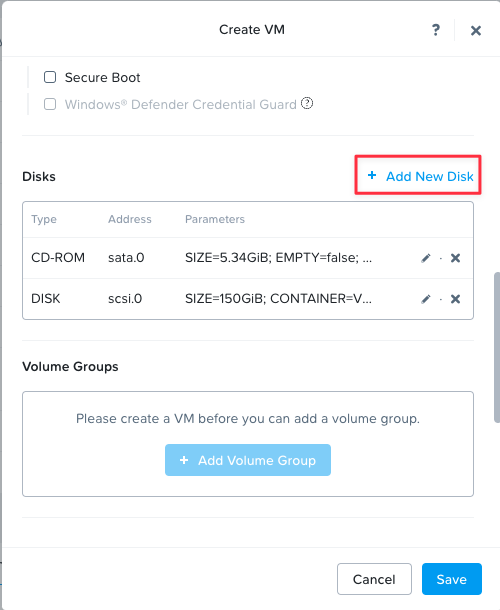 Create VM ? ×
Secure Boot
Windows® Defender Credential Guard ?
Disks + Add New Disk
Type Address Parameters
CD-ROM sata.0 SIZE=5.34GiB; EMPTY=false; ... · ×
DISK scsi.0 SIZE=150GiB; CONTAINER=V... · ×
Volume Groups
Please create a VM before you can add a volume group.
+ Add Volume Group
Cancel Save